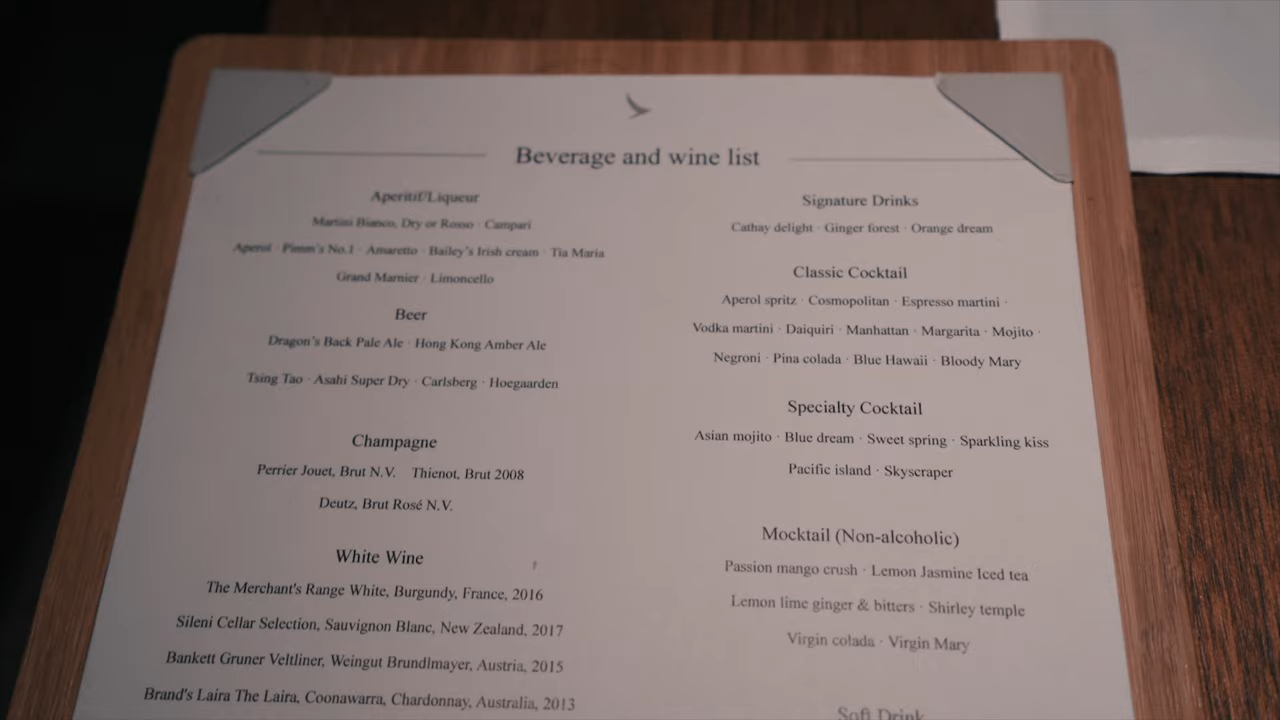 Beverage and wine list
Aperitif/Liqueur
Martini Bianco, Dry or Rosso · Campari
Aperol · Pimm's No.1 · Amaretto · Bailey's Irish cream · Tia Maria
Grand Marnier · Limoncello
Beer
Dragon's Back Pale Ale · Hong Kong Amber Ale
Tsing Tao · Asahi Super Dry · Carlsberg · Hoegaarden
Champagne
Perrier Jouet, Brut N.V. Thienot, Brut 2008
Deutz, Brut Rosé N.V.
White Wine
The Merchant's Range White, Burgundy, France, 2016
Sileni Cellar Selection, Sauvignon Blanc, New Zealand, 2017
Bankett Gruner Veltliner, Weingut Brundlmayer, Austria, 2015
Brand's Laira The Laira, Coonawarra, Chardonnay, Australia, 2013
Signature Drinks
Cathay delight · Ginger forest · Orange dream
Classic Cocktail
Aperol spritz · Cosmopolitan · Espresso martini ·
Vodka martini · Daiquiri · Manhattan · Margarita · Mojito ·
Negroni · Pina colada · Blue Hawaii · Bloody Mary
Specialty Cocktail
Asian mojito · Blue dream · Sweet spring · Sparkling kiss
Pacific island · Skyscraper
Mocktail (Non-alcoholic)
Passion mango crush · Lemon Jasmine Iced tea
Lemon lime ginger & bitters · Shirley temple
Virgin colada · Virgin Mary
Soft Drink